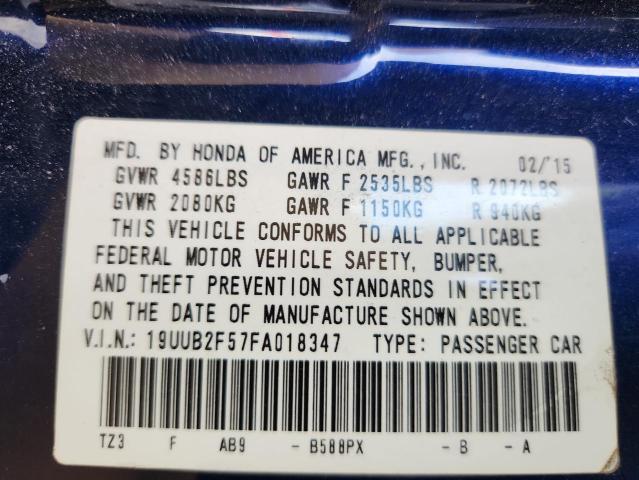 MFD. BY HONDA OF AMERICA MFG., INC. 02/'15
GVWR 4586LBS GAWR F 2535LBS R 2072LBS
GVWR 2080KG GAWR F 1150KG R 940KG
THIS VEHICLE CONFORMS TO ALL APPLICABLE
FEDERAL MOTOR VEHICLE SAFETY, BUMPER,
AND THEFT PREVENTION STANDARDS IN EFFECT
ON THE DATE OF MANUFACTURE SHOWN ABOVE.
V.I.N.: 19UUB2F57FA018347 TYPE: PASSENGER CAR
TZ3 F AB9 - B588PX - B - A